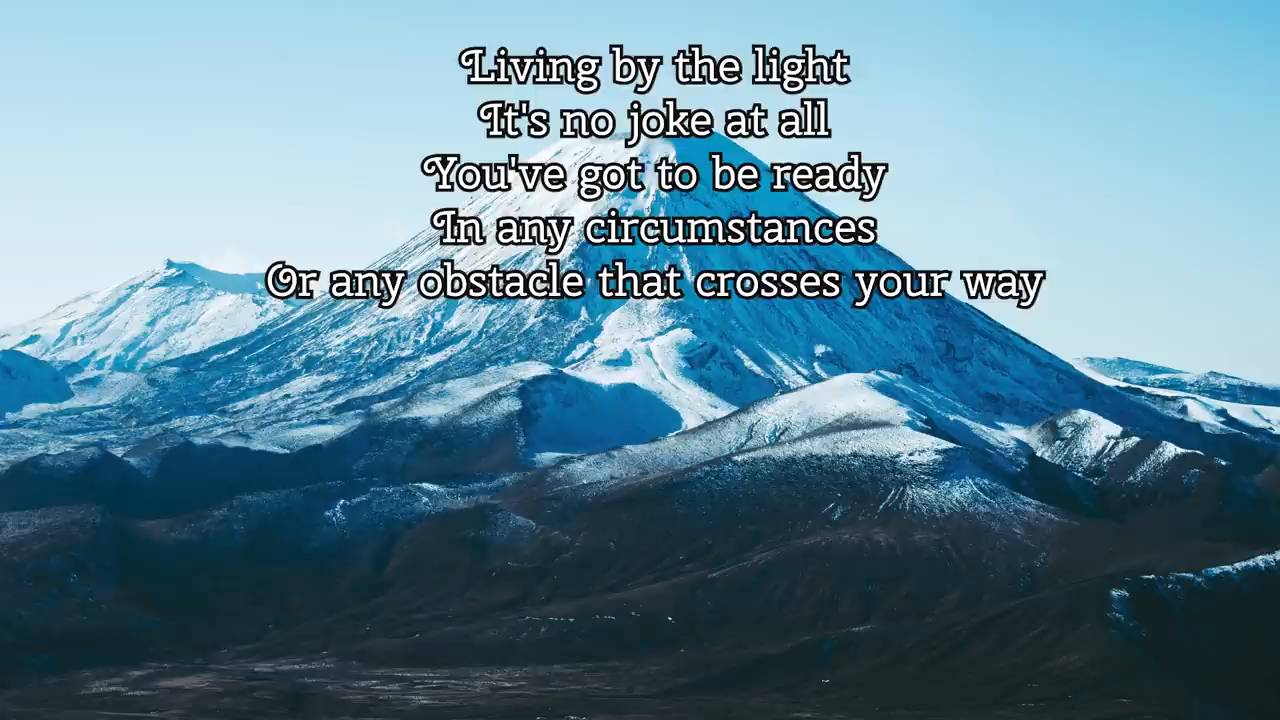 Living by the light
It's no joke at all
You've got to be ready
In any circumstances
Or any obstacle that crosses your way